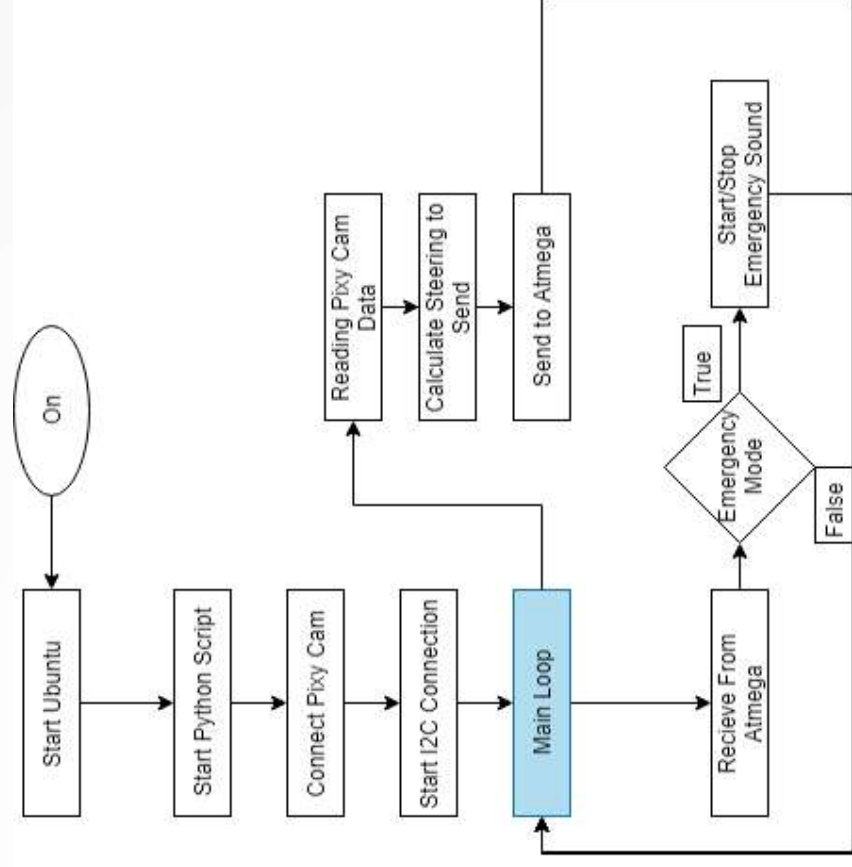 On
Start Ubuntu
Start Python Script
Connect Pixy Cam
Start I2C Connection
Main Loop
Reading Pixy Cam
Data
Calculate Steering to
Send
Send to Atmega
Recieve From
Atmega
Emergency
Mode
True
False
Start/Stop
Emergency Sound